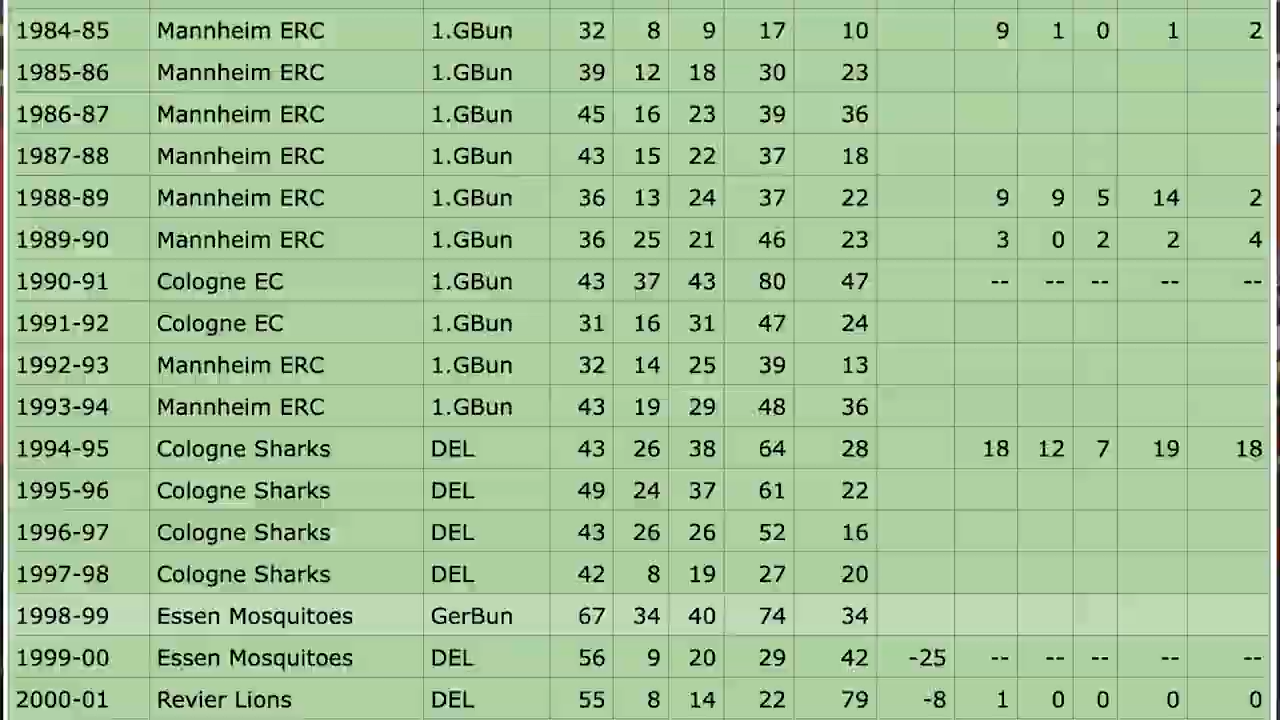 1984-85 Mannheim ERC 1.GBun 32 8 9 17 10 9 1 0 1 2
1985-86 Mannheim ERC 1.GBun 39 12 18 30 23
1986-87 Mannheim ERC 1.GBun 45 16 23 39 36
1987-88 Mannheim ERC 1.GBun 43 15 22 37 18
1988-89 Mannheim ERC 1.GBun 36 13 24 37 22 9 9 5 14 2
1989-90 Mannheim ERC 1.GBun 36 25 21 46 23 3 0 2 2 4
1990-91 Cologne EC 1.GBun 43 37 43 80 47 -- -- -- -- --
1991-92 Cologne EC 1.GBun 31 16 31 47 24
1992-93 Mannheim ERC 1.GBun 32 14 25 39 13
1993-94 Mannheim ERC 1.GBun 43 19 29 48 36
1994-95 Cologne Sharks DEL 43 26 38 64 28 18 12 7 19 18
1995-96 Cologne Sharks DEL 49 24 37 61 22
1996-97 Cologne Sharks DEL 43 26 26 52 16
1997-98 Cologne Sharks DEL 42 8 19 27 20
1998-99 Essen Mosquitoes GerBun 67 34 40 74 34
1999-00 Essen Mosquitoes DEL 56 9 20 29 42 -25 -- -- -- -- --
2000-01 Revier Lions DEL 55 8 14 22 79 -8 1 0 0 0 0